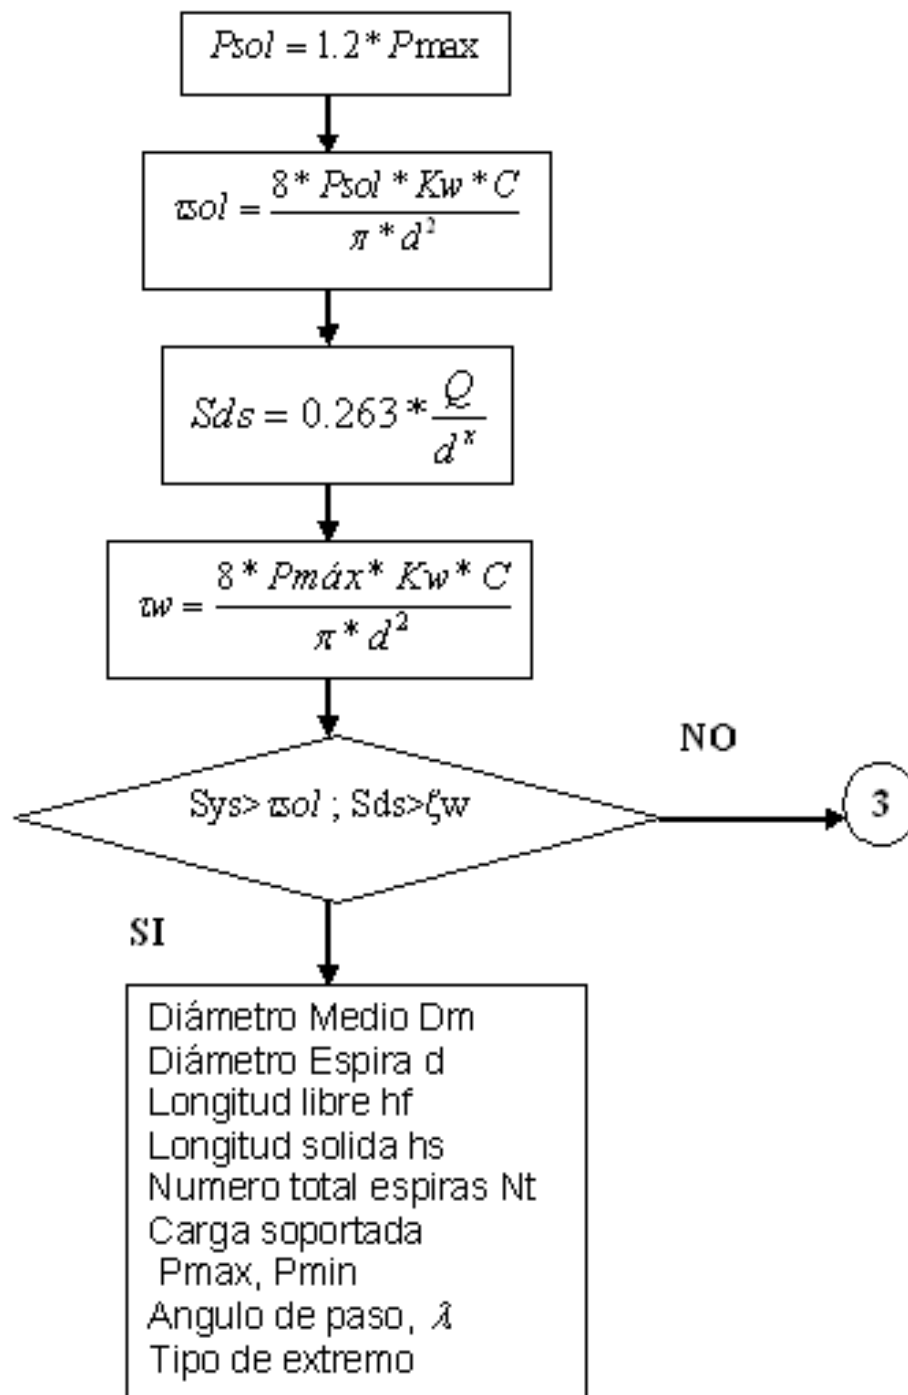 Psol = 1.2* Pmax
τsol = 8* Psol* Kw* C / π* d²
Sds = 0.263* Q / dˣ
τw = 8* Pmáx* Kw* C / π* d²
NO
Sys> τsol ; Sds>ζw
3
SI
Diámetro Medio Dm
Diámetro Espira d
Longitud libre hf
Longitud solida hs
Numero total espiras Nt
Carga soportada
Pmax, Pmin
Angulo de paso, λ
Tipo de extremo